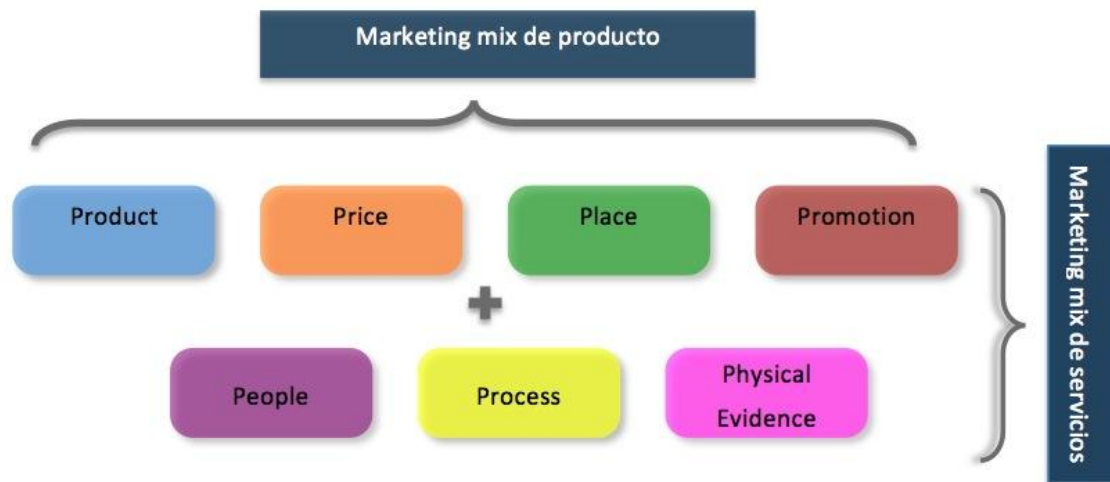 Marketing mix de producto
Product
Price
Place
Promotion
People
Process
Physical
Evidence
Marketing mix de servicios